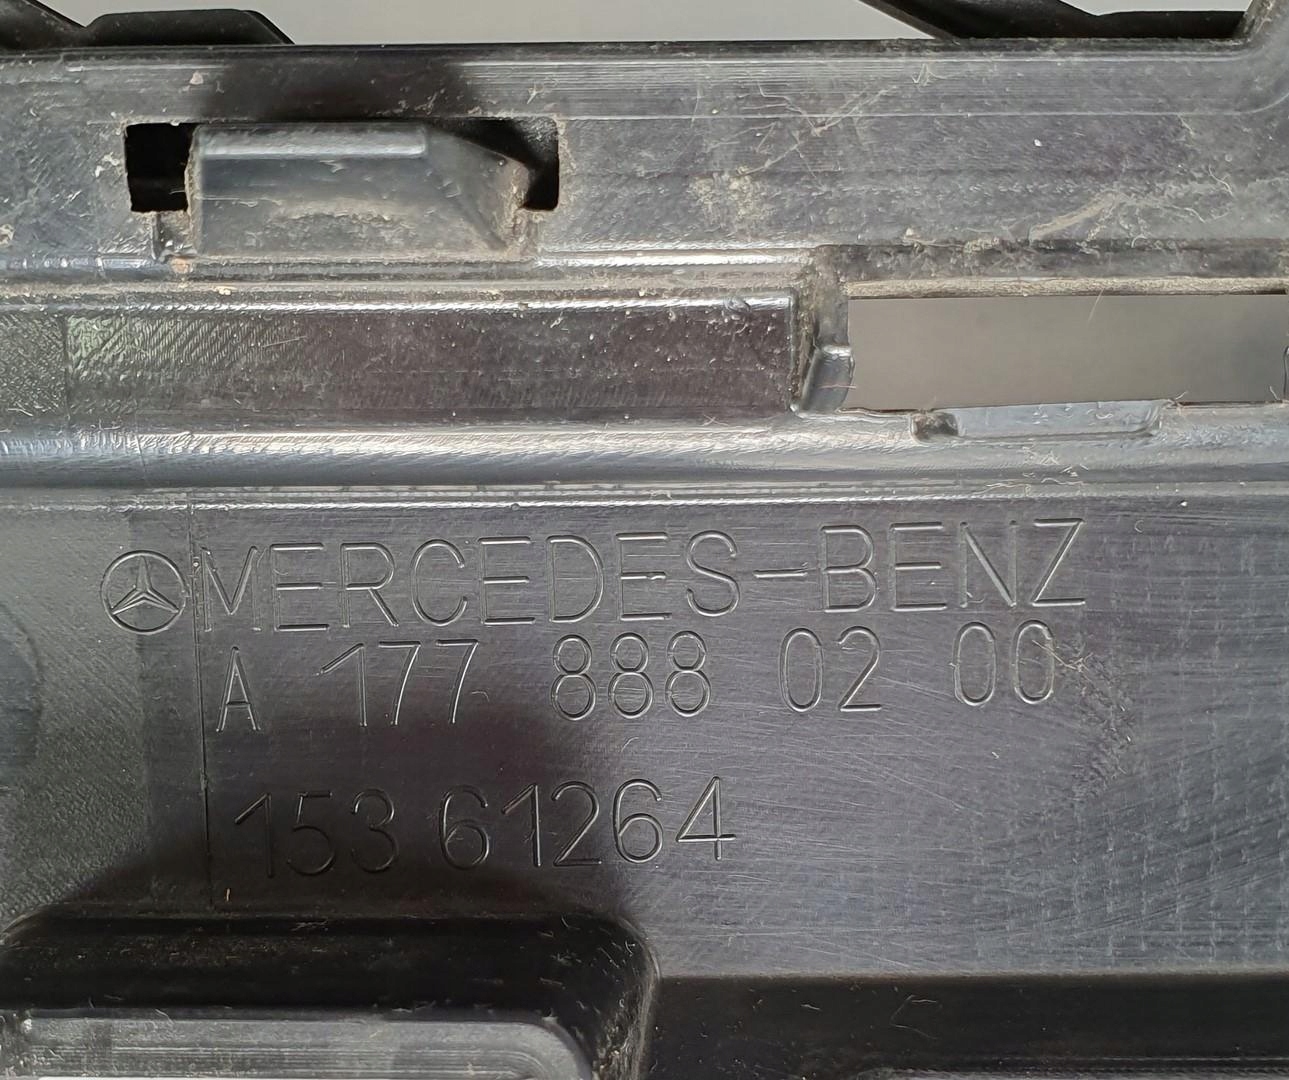 MERCEDES-BENZ
A 177 888 02 00
153 61264